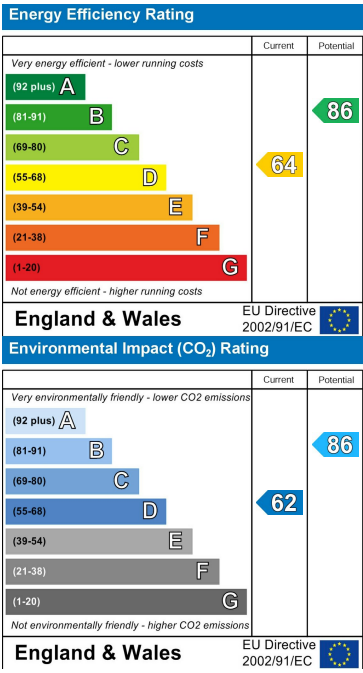 Energy Efficiency Rating
Current Potential
Very energy efficient - lower running costs
(92 plus) A
(81-91) B
86
(69-80) C
(55-68) D
64
(39-54) E
(21-38) F
(1-20) G
Not energy efficient - higher running costs
England & Wales
EU Directive
2002/91/EC
Environmental Impact (CO₂) Rating
Current Potential
Very environmentally friendly - lower CO2 emissions
(92 plus) A
(81-91) B
86
(69-80) C
(55-68) D
62
(39-54) E
(21-38) F
(1-20) G
Not environmentally friendly - higher CO2 emissions
England & Wales
EU Directive
2002/91/EC